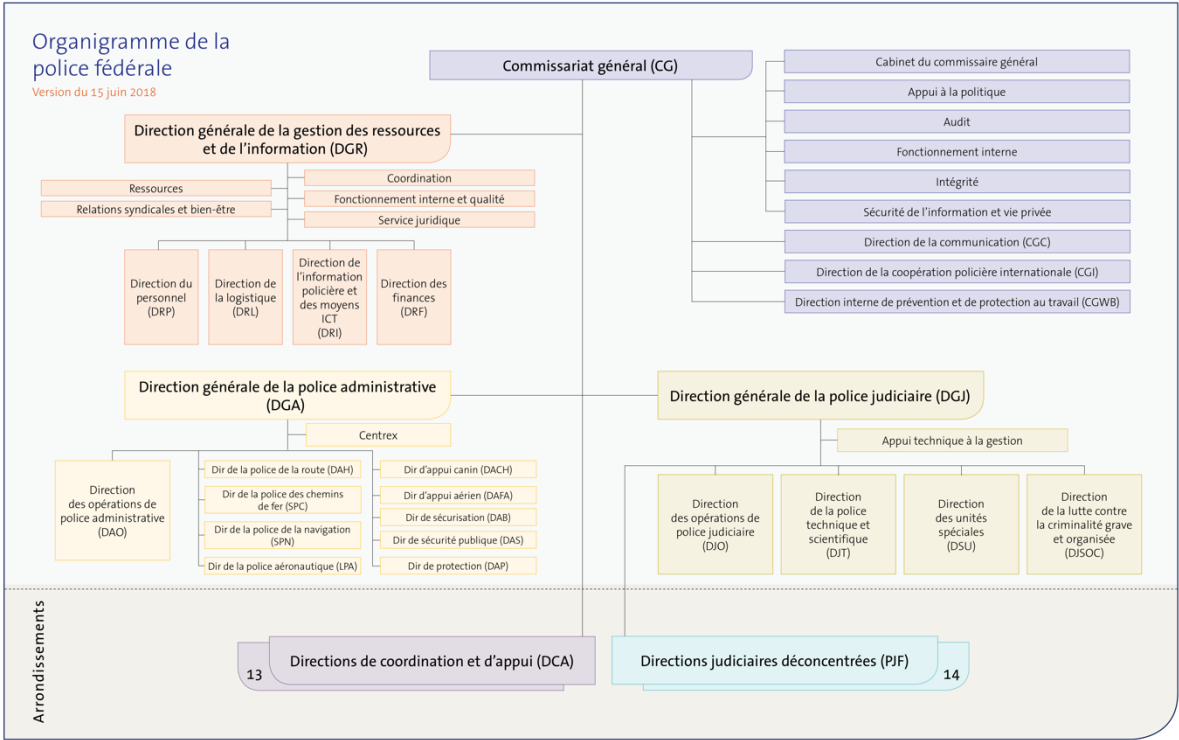 Organigramme de la
police fédérale
Version du 15 juin 2018
Commissariat général (CG)
Cabinet du commissaire général
Appui à la politique
Audit
Fonctionnement interne
Intégrité
Sécurité de l'information et vie privée
Direction de la communication (CGC)
Direction de la coopération policière internationale (CGI)
Direction interne de prévention et de protection au travail (CGWB)
Direction générale de la gestion des ressources
et de l'information (DGR)
Ressources
Relations syndicales et bien-être
Coordination
Fonctionnement interne et qualité
Service juridique
Direction du
personnel
(DRP)
Direction de
la logistique
(DRL)
Direction de
l'information
policière et
des moyens
ICT
(DRI)
Direction des
finances
(DRF)
Direction générale de la police administrative
(DGA)
Centrex
Direction
des opérations de
police administrative
(DAO)
Dir de la police de la route (DAH)
Dir de la police des chemins
de fer (SPC)
Dir de la police de la navigation
(SPN)
Dir de la police aéronautique (LPA)
Dir d'appui canin (DACH)
Dir d'appui aérien (DAFA)
Dir de sécurisation (DAB)
Dir de sécurité publique (DAS)
Dir de protection (DAP)
Direction générale de la police judiciaire (DGJ)
Appui technique à la gestion
Direction
des opérations de
police judiciaire
(DJO)
Direction
de la police
technique et
scientifique
(DJT)
Direction
des unités
spéciales
(DSU)
Direction
de la lutte contre
la criminalité grave
et organisée
(DJSOC)
Arrondissements
13
Directions de coordination et d'appui (DCA)
Directions judiciaires déconcentrées (PJF)
14